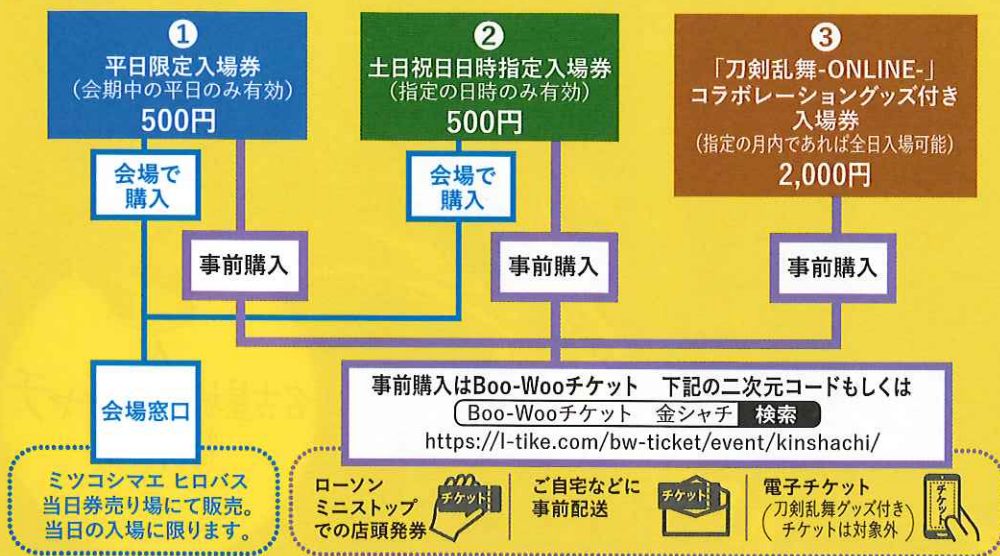 ❶
平日限定入場券
(会期中の平日のみ有効)
500円
❷
土日祝日日時指定入場券
(指定の日時のみ有効)
500円
❸
「刀剣乱舞-ONLINE-」
コラボレーショングッズ付き
入場券
(指定の月内であれば全日入場可能)
2,000円
会場で
購入
会場で
購入
事前購入
事前購入
事前購入
会場窓口
事前購入はBoo-Wooチケット 下記の二次元コードもしくは
Boo-Wooチケット 金シャチ 検索
https://l-tike.com/bw-ticket/event/kinshachi/
ミツコシマエ ヒロバス
当日券売り場にて販売。
当日の入場に限ります。
ローソン
ミニストップ
での店頭発券
チケット
ご自宅などに
事前配送
チケット
電子チケット
(刀剣乱舞グッズ付き
チケットは対象外)
チケット